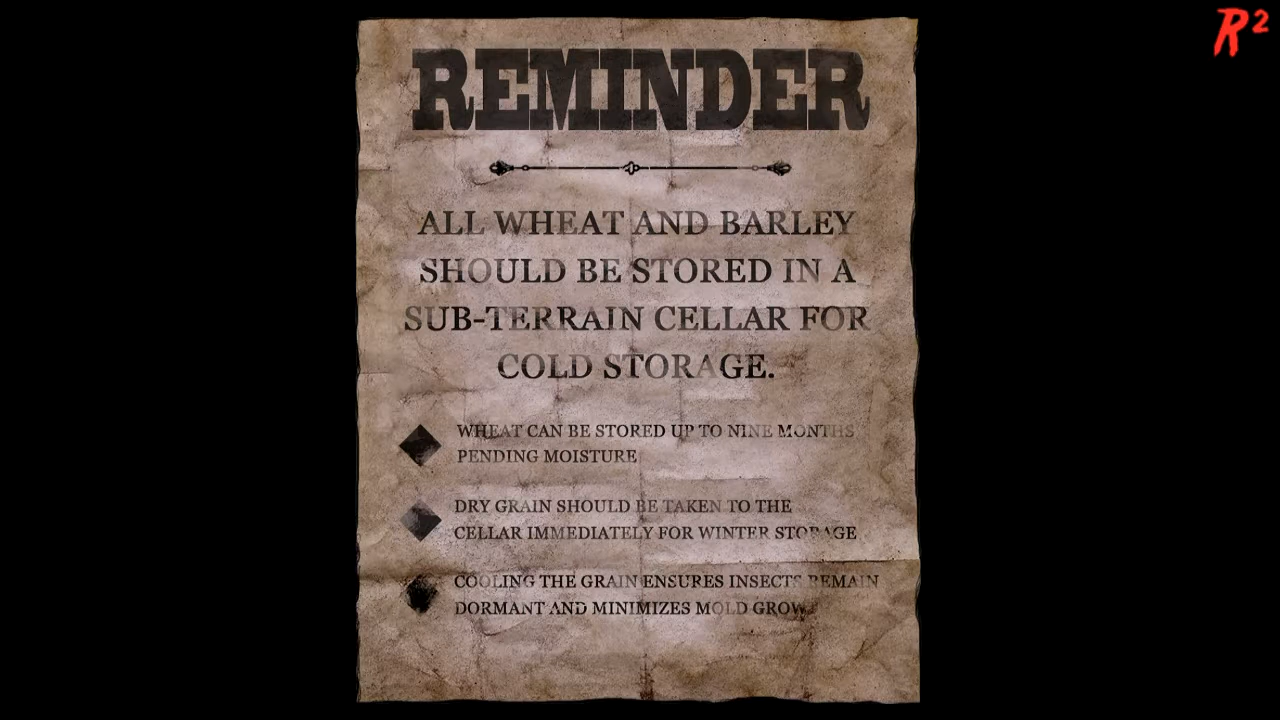 R2
REMINDER
ALL WHEAT AND BARLEY
SHOULD BE STORED IN A
SUB-TERRAIN CELLAR FOR
COLD STORAGE.
WHEAT CAN BE STORED UP TO NINE MONTHS
PENDING MOISTURE
DRY GRAIN SHOULD BE TAKEN TO THE
CELLAR IMMEDIATELY FOR WINTER STORAGE
COOLING THE GRAIN ENSURES INSECTS REMAIN
DORMANT AND MINIMIZES MOLD